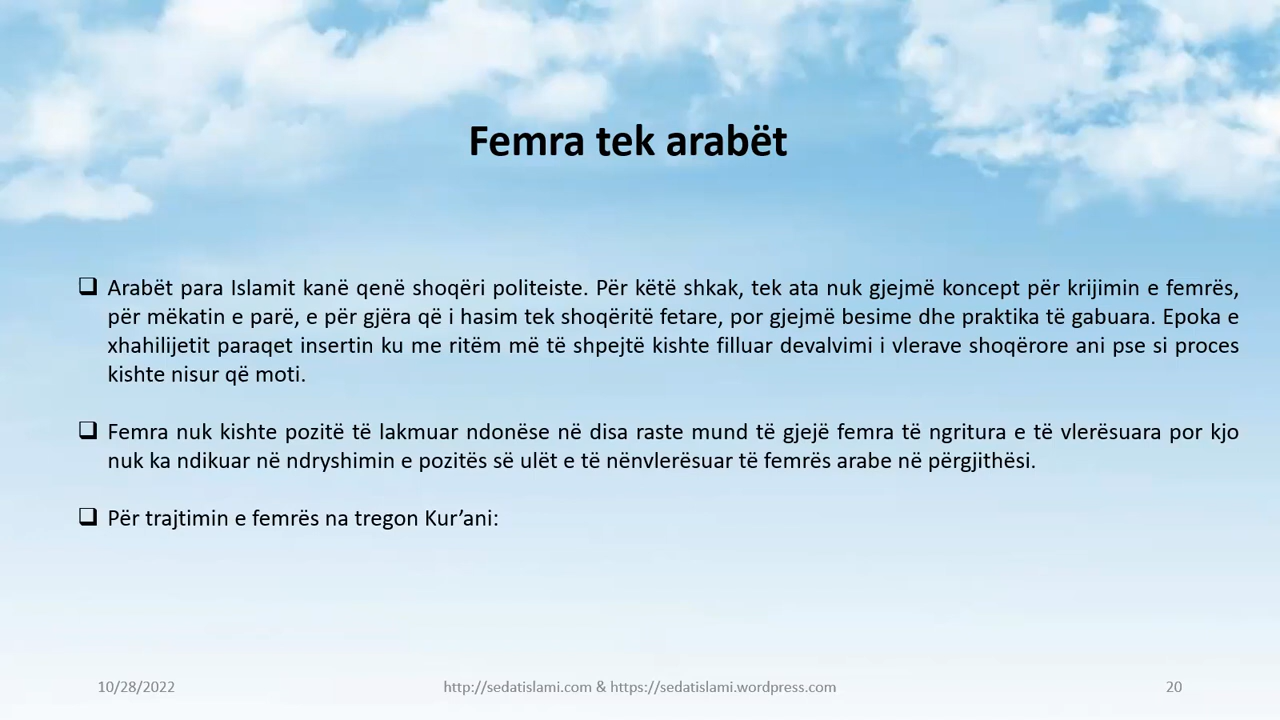 Femra tek arabët
❑ Arabët para Islamit kanë qenë shoqëri politeiste. Për këtë shkak, tek ata nuk gjejmë koncept për krijimin e femrës,
për mëkatin e parë, e për gjëra që i hasim tek shoqëritë fetare, por gjejmë besime dhe praktika të gabuara. Epoka e
xhahilijetit paraqet insertin ku me ritëm më të shpejtë kishte filluar devalvimi i vlerave shoqërore ani pse si proces
kishte nisur që moti.
❑ Femra nuk kishte pozitë të lakmuar ndonëse në disa raste mund të gjejë femra të ngritura e të vlerësuara por kjo
nuk ka ndikuar në ndryshimin e pozitës së ulët e të nënvlerësuar të femrës arabe në përgjithësi.
❑ Për trajtimin e femrës na tregon Kur’ani:
10/28/2022
http://sedatislami.com & https://sedatislami.wordpress.com
20